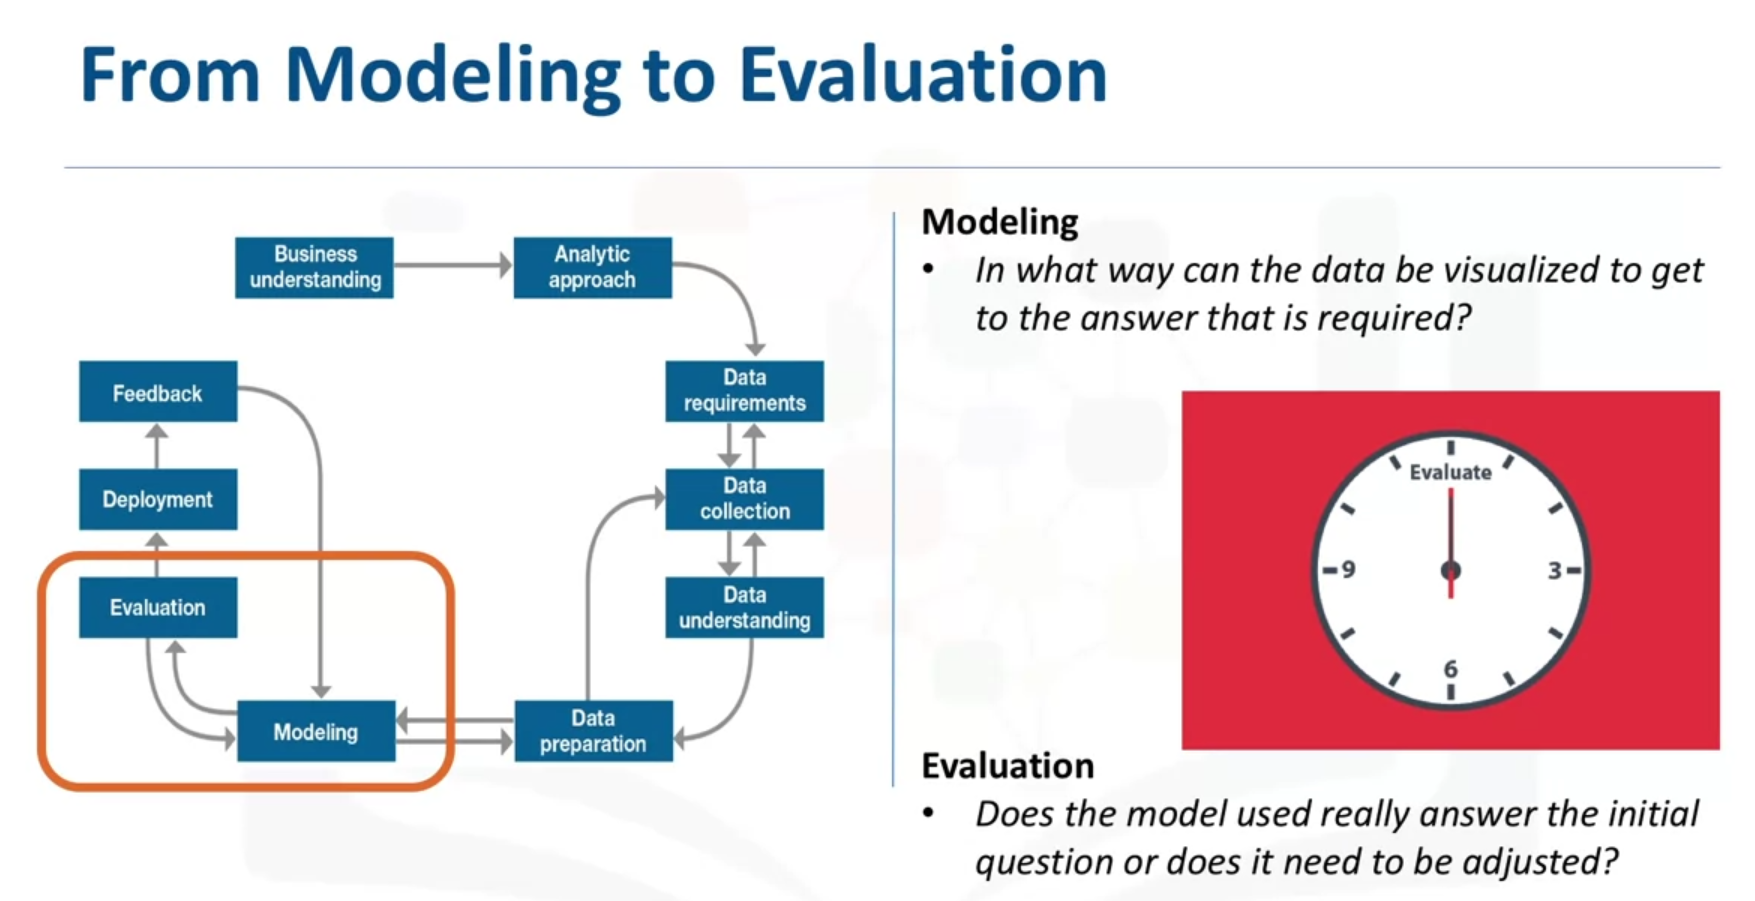 From Modeling to Evaluation
Business
understanding
Analytic
approach
Feedback
Data
requirements
Deployment
Data
collection
Evaluation
Data
understanding
Modeling
Data
preparation
Modeling
• In what way can the data be visualized to get
to the answer that is required?
Evaluate
9
3
6
Evaluation
• Does the model used really answer the initial
question or does it need to be adjusted?